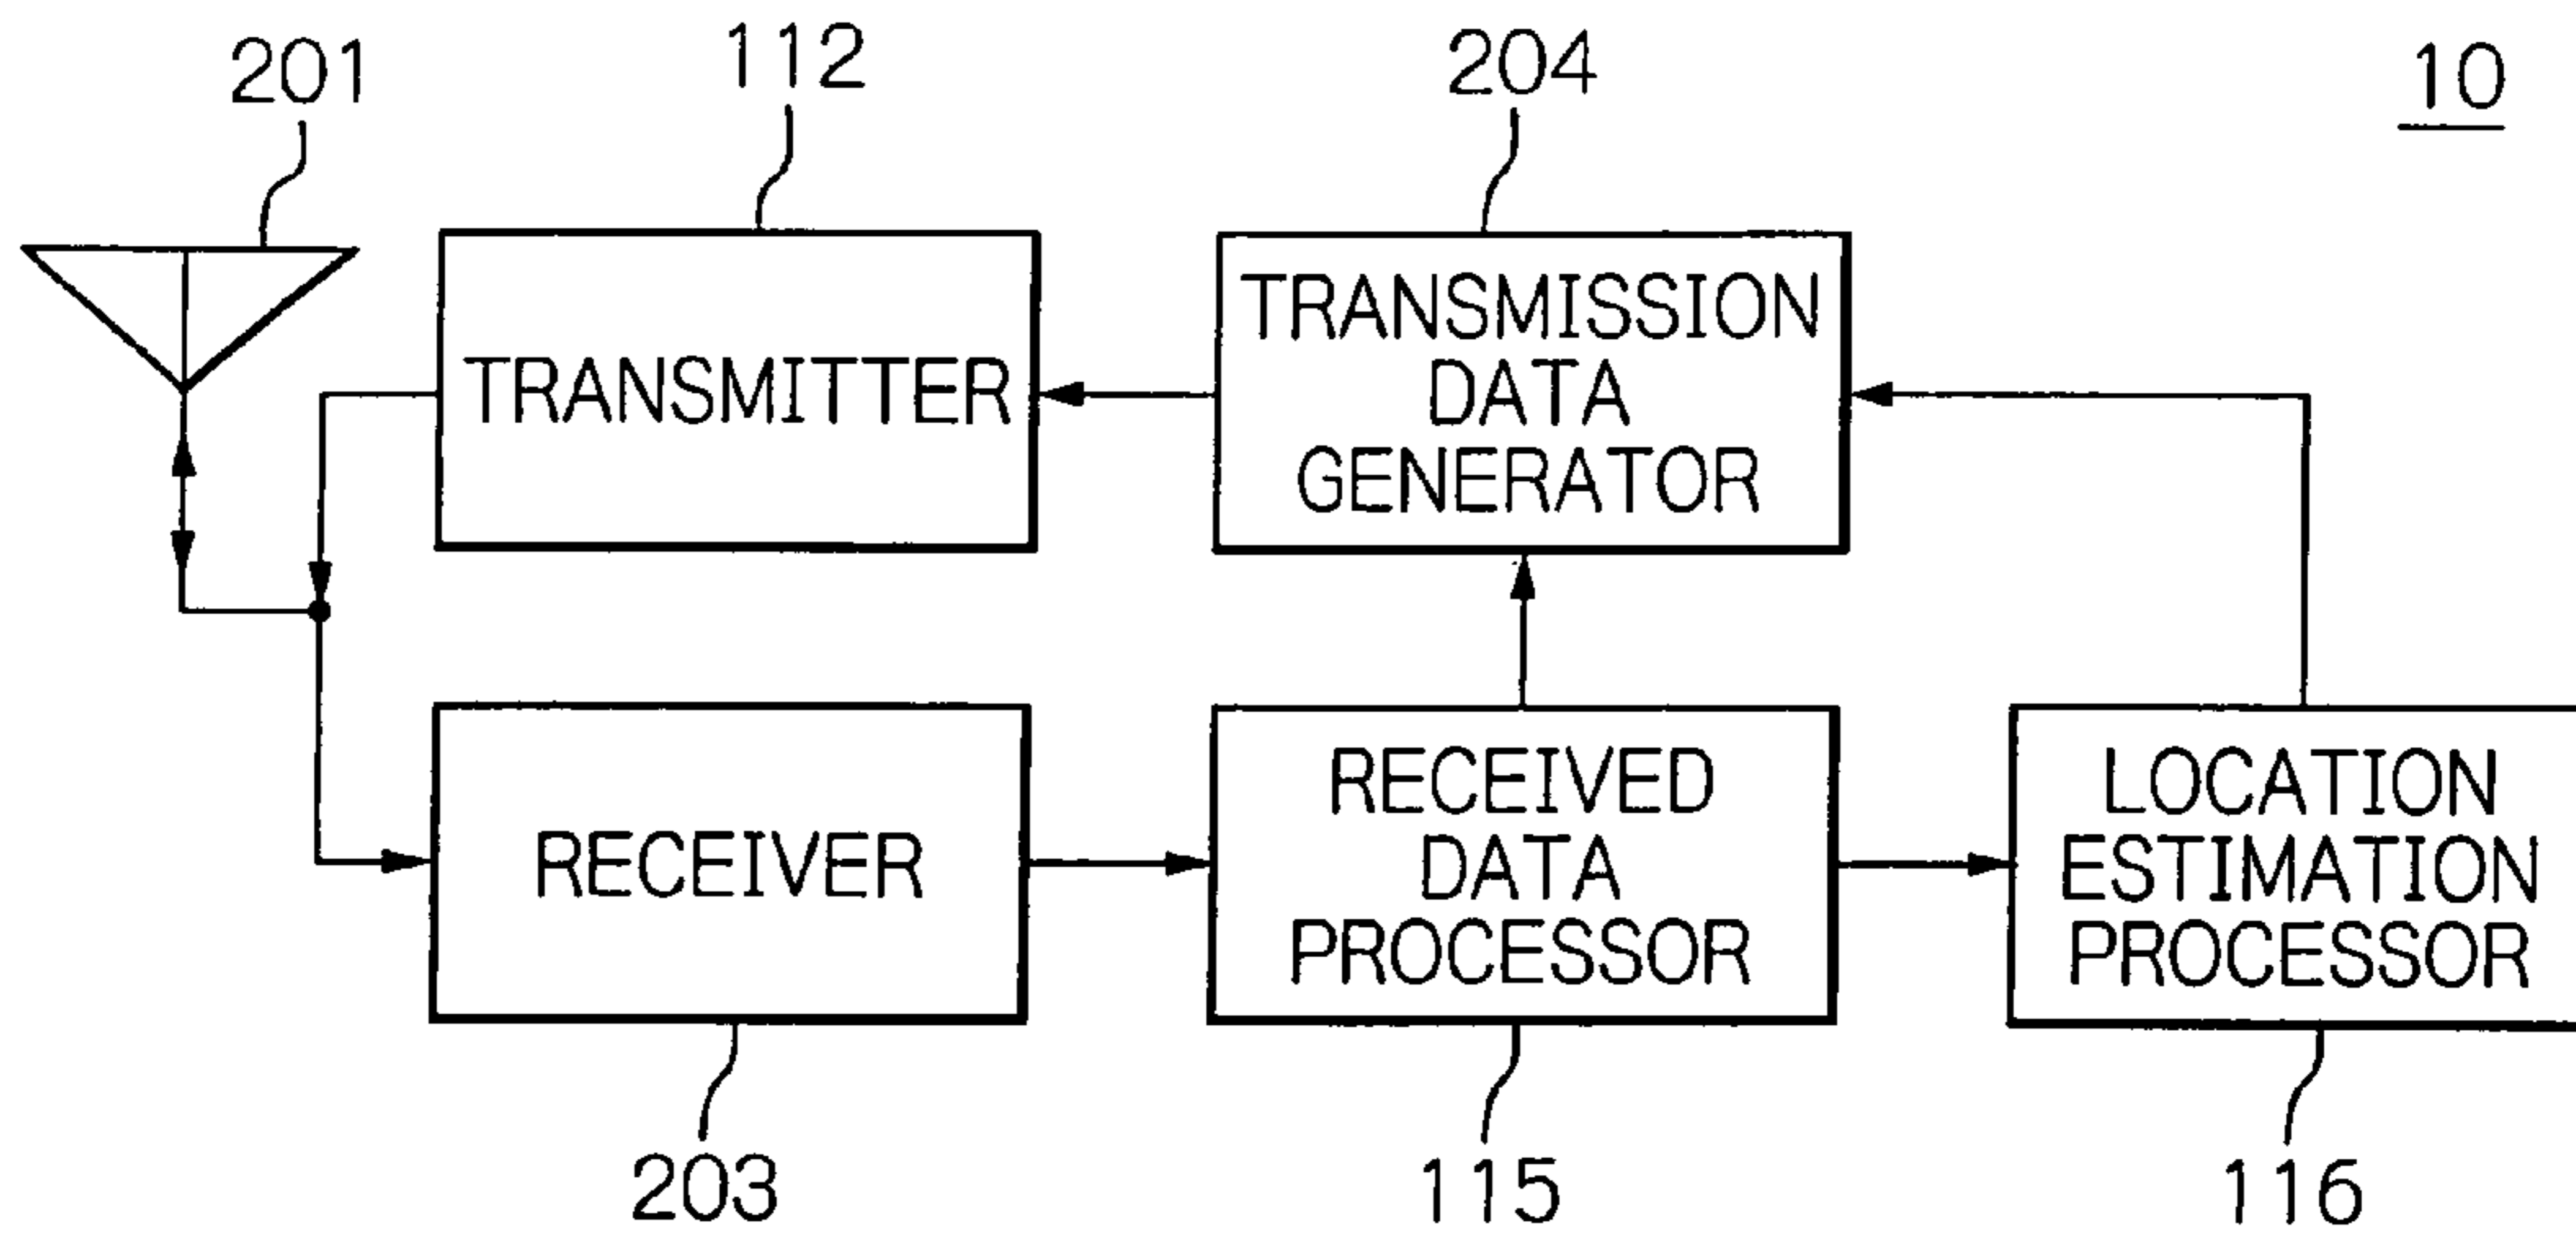 201
112
204
10
TRANSMITTER
TRANSMISSION
DATA
GENERATOR
RECEIVER
RECEIVED
DATA
PROCESSOR
LOCATION
ESTIMATION
PROCESSOR
203
115
116